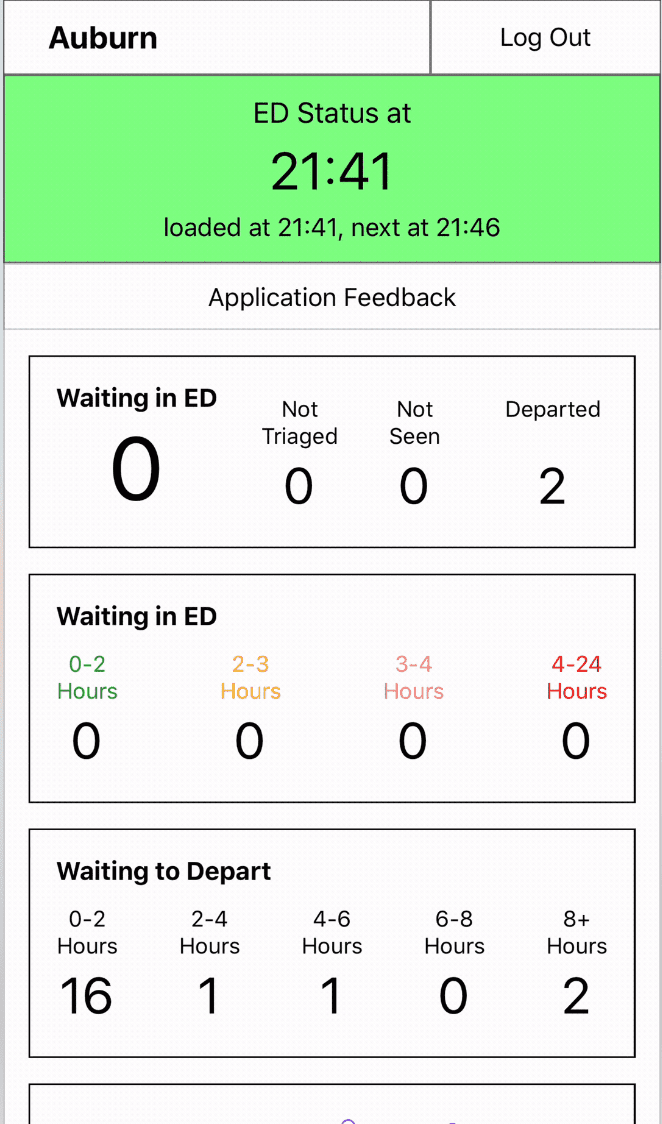 Auburn
Log Out
ED Status at
21:41
loaded at 21:41, next at 21:46
Application Feedback
Waiting in ED
Not Triaged
Not Seen
Departed
0
0
0
2
Waiting in ED
0-2 Hours
2-3 Hours
3-4 Hours
4-24 Hours
0
0
0
0
Waiting to Depart
0-2 Hours
2-4 Hours
4-6 Hours
6-8 Hours
8+ Hours
16
1
1
0
2